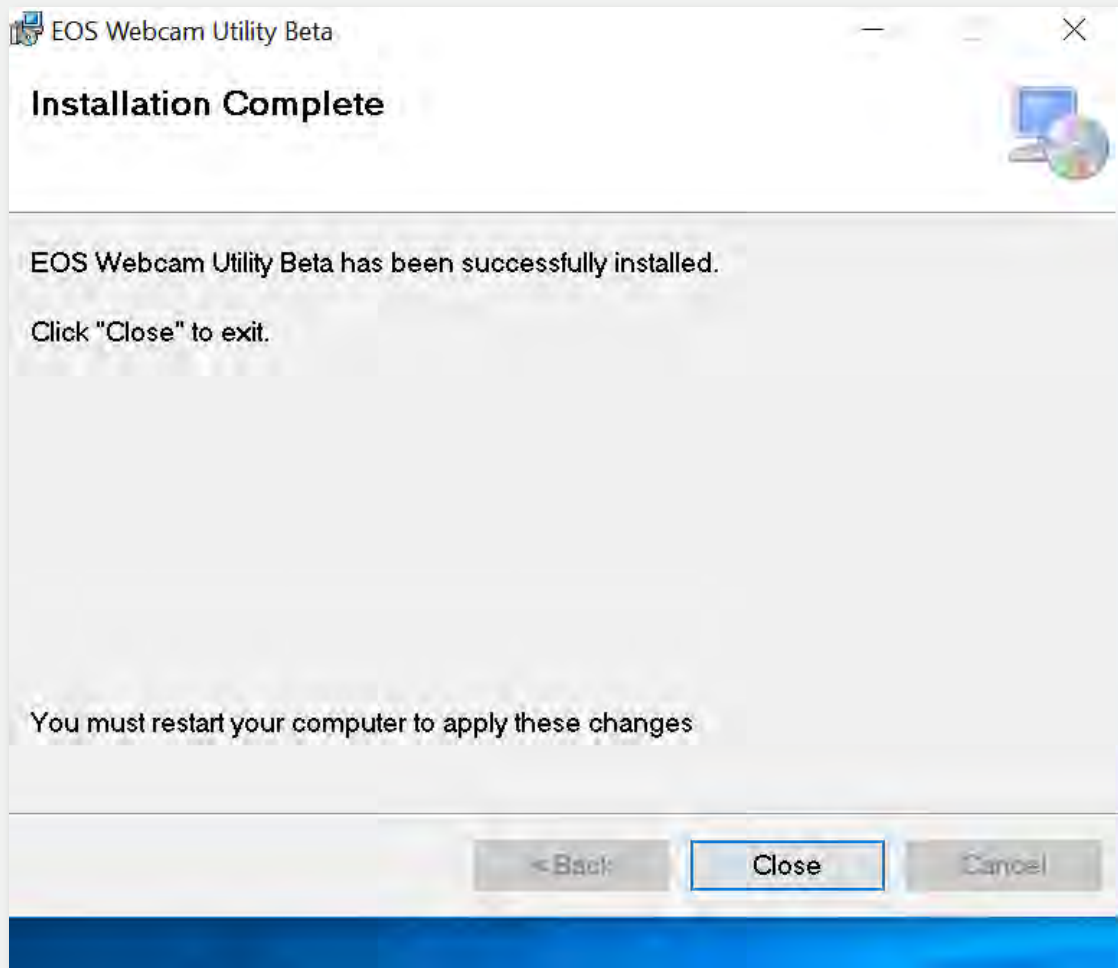 EOS Webcam Utility Beta
Installation Complete
EOS Webcam Utility Beta has been successfully installed.
Click "Close" to exit.
You must restart your computer to apply these changes
< Back
Close
Cancel